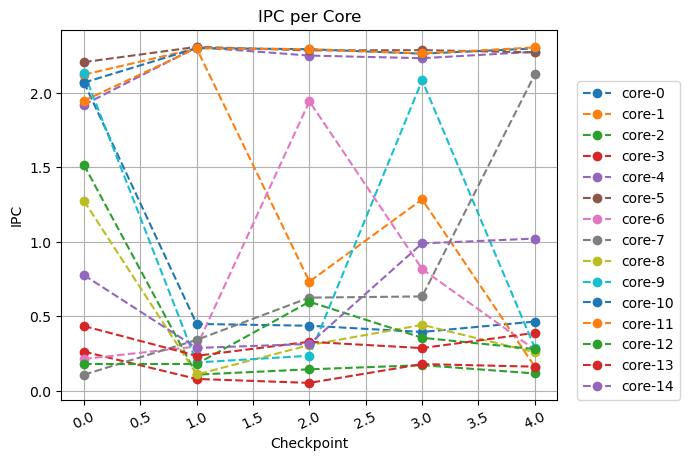 IPC per Core
IPC
2.0
1.5
1.0
0.5
0.0
0.0
0.5
1.0
1.5
2.0
2.5
3.0
3.5
4.0
Checkpoint
core-0
core-1
core-2
core-3
core-4
core-5
core-6
core-7
core-8
core-9
core-10
core-11
core-12
core-13
core-14